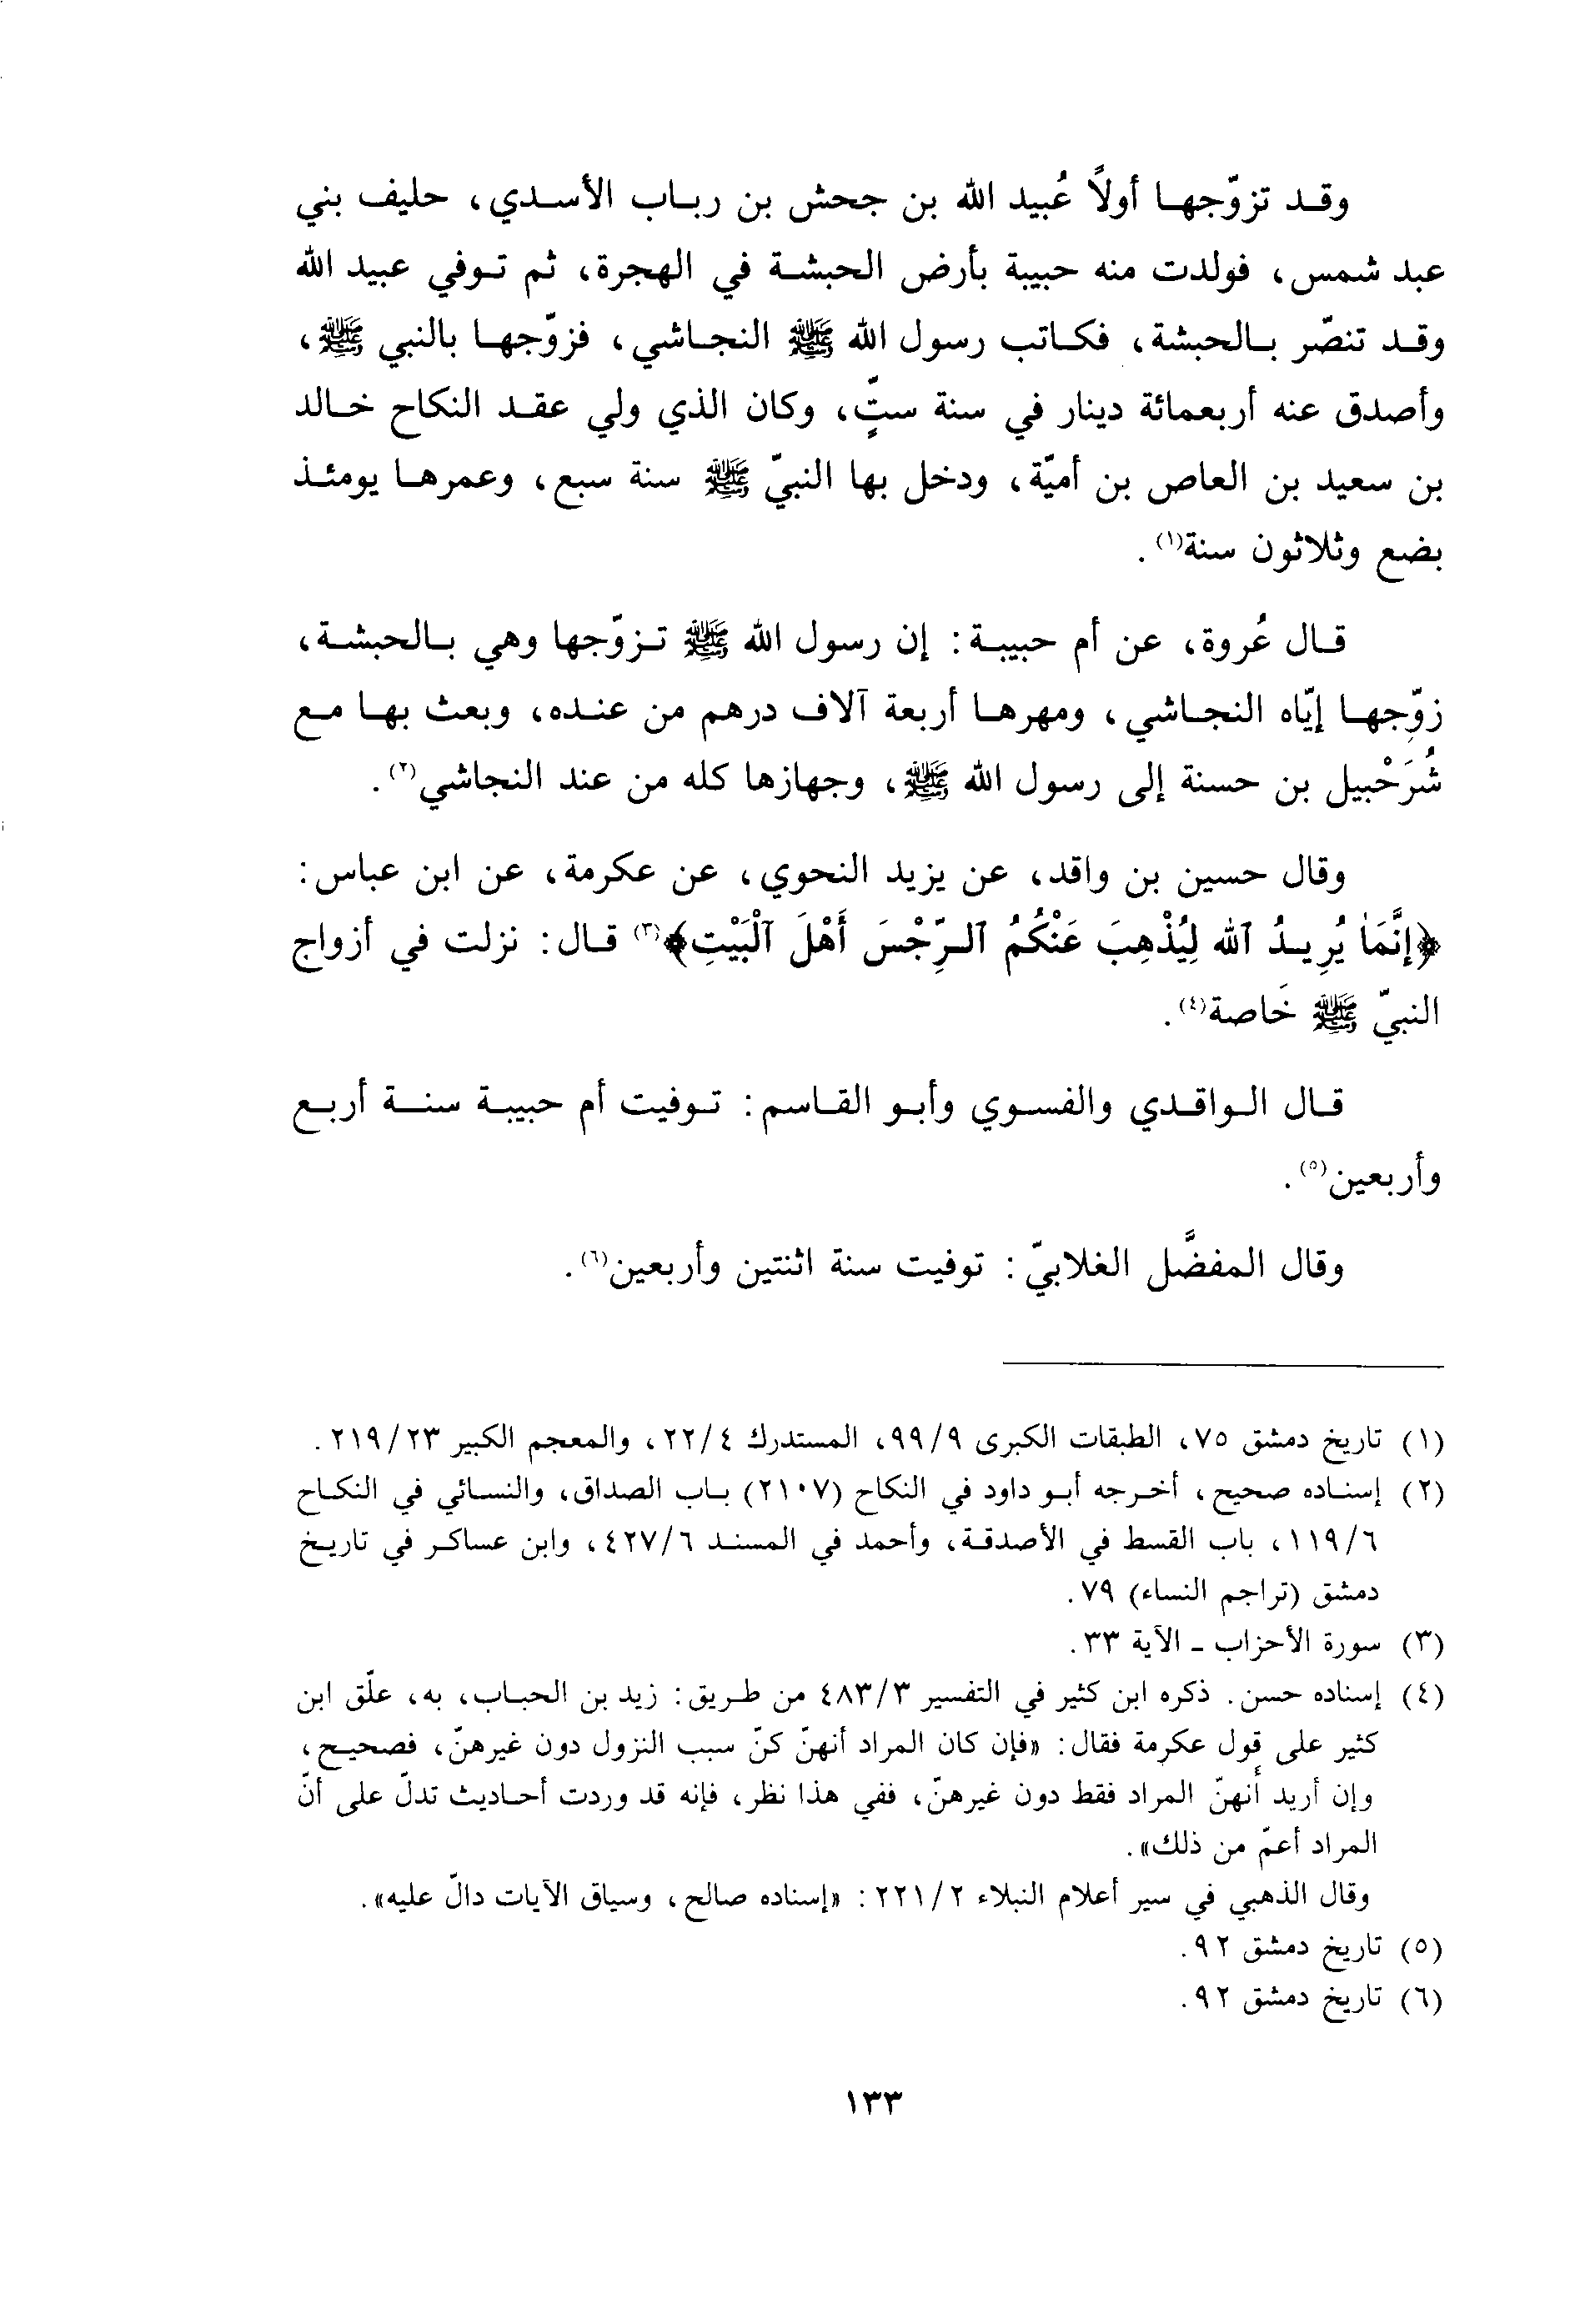 وقد تزوّجها أولاً عُبيد الله بن جحش بن رباب الأسدي، حليف بني
عبد شمس، فولدت منه حبيبة بأرض الحبشة في الهجرة، ثم توفي عبيد الله
وقد تنصّر بالحبشة، فكاتب رسول الله ﷺ النجاشي، فزوّجها بالنبي ﷺ،
وأصدق عنه أربعمائة دينار في سنة ستٍّ، وكان الذي ولي عقد النكاح خالد
بن سعيد بن العاص بن أميّة، ودخل بها النبيّ ﷺ سنة سبع، وعمرها يومئذ
بضع وثلاثون سنة(١).
قال عُروة، عن أم حبيبة: إن رسول الله ﷺ تزوّجها وهي بالحبشة،
زوّجها إيّاه النجاشي، ومهرها أربعة آلاف درهم من عنده، وبعث بها مع
شُرَحْبيل بن حسنة إلى رسول الله ﷺ، وجهازها كله من عند النجاشي(٢).
وقال حسين بن واقد، عن يزيد النحوي، عن عكرمة، عن ابن عباس:
﴿إِنَّمَا يُرِيدُ ٱلله لِيُذْهِبَ عَنْكُمُ ٱلرِّجْسَ أَهْلَ ٱلْبَيْتِ﴾(٣) قال: نزلت في أزواج
النبيّ ﷺ خَاصة(٤).
قال الواقدي والفسوي وأبو القاسم: توفيت أم حبيبة سنة أربع
وأربعين(٥).
وقال المفضَّل الغلابيّ: توفيت سنة اثنتين وأربعين(٦).
(١) تاريخ دمشق ٧٥، الطبقات الكبرى ٩٩/٩، المستدرك ٢٢/٤، والمعجم الكبير ٢١٩/٢٣.
(٢) إسناده صحيح، أخرجه أبو داود في النكاح (٢١٠٧) باب الصداق، والنسائي في النكاح
١١٩/٦، باب القسط في الأصدقة، وأحمد في المسند ٤٢٧/٦، وابن عساكر في تاريخ
دمشق (تراجم النساء) ٧٩.
(٣) سورة الأحزاب - الآية ٣٣.
(٤) إسناده حسن. ذكره ابن كثير في التفسير ٤٨٣/٣ من طريق: زيد بن الحباب، به، علّق ابن
كثير على قول عكرمة فقال: «فإن كان المراد أنهنّ كنّ سبب النزول دون غيرهنّ، فصحيح،
وإن أريد أنهنّ المراد فقط دون غيرهنّ، ففي هذا نظر، فإنه قد وردت أحاديث تدلّ على أنّ
المراد أعمّ من ذلك».
وقال الذهبي في سير أعلام النبلاء ٢٢١/٢: «إسناده صالح، وسياق الآيات دالّ عليه».
(٥) تاريخ دمشق ٩٢.
(٦) تاريخ دمشق ٩٢.
١٣٣